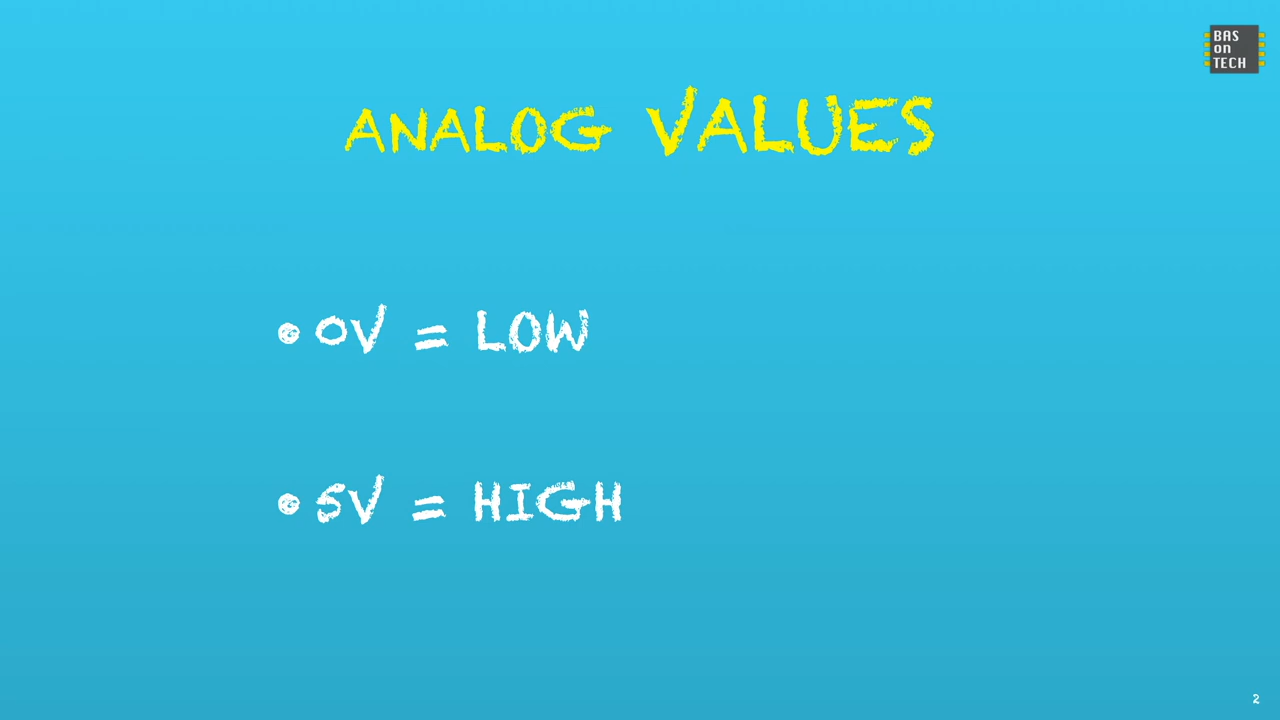 BAS
on
TECH
ANALOG VALUES
• 0V = LOW
• 5V = HIGH
2